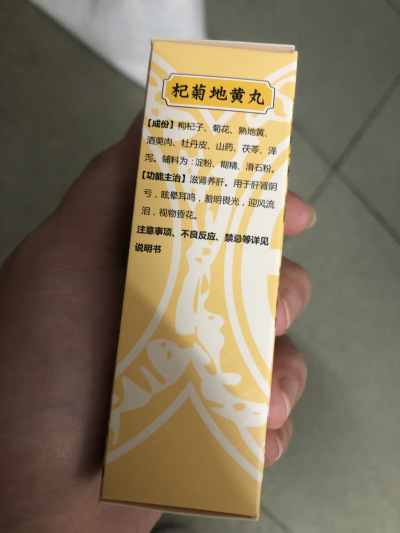 杞菊地黄丸
【成份】枸杞子、菊花、熟地黄、
酒萸肉、牡丹皮、山药、茯苓、泽
泻。辅料为：淀粉、糊精、滑石粉。
【功能主治】滋肾养肝。用于肝肾阴
亏，眩晕耳鸣，羞明畏光，迎风流
泪，视物昏花。
注意事项、不良反应、禁忌等详见
说明书